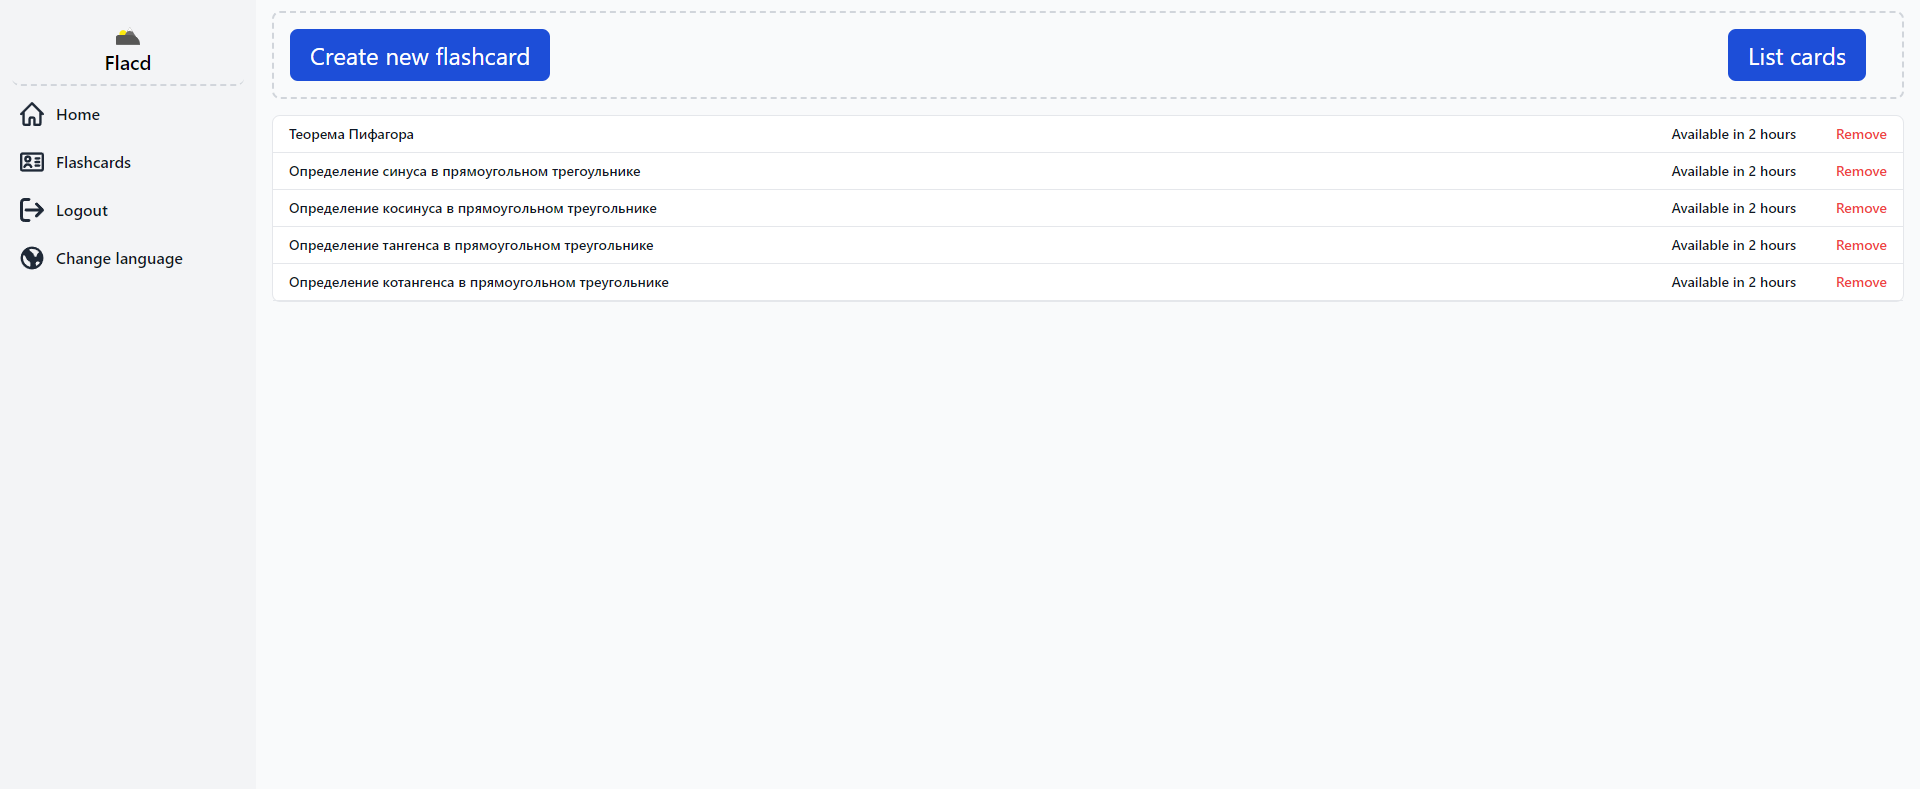 Flacd
Home
Flashcards
Logout
Change language
Create new flashcard
List cards
Теорема Пифагора Available in 2 hours Remove
Определение синуса в прямоугольном трегоульнике Available in 2 hours Remove
Определение косинуса в прямоугольном треугольнике Available in 2 hours Remove
Определение тангенса в прямоугольном треугольнике Available in 2 hours Remove
Определение котангенса в прямоугольном треугольнике Available in 2 hours Remove